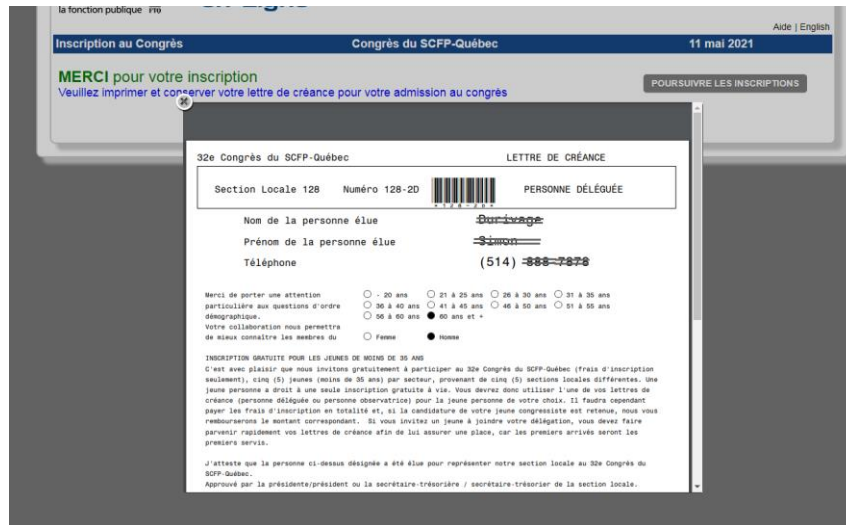 la fonction publique FTQ
en Ligne
Aide | English
Inscription au Congrès Congrès du SCFP-Québec 11 mai 2021
MERCI pour votre inscription
Veuillez imprimer et conserver votre lettre de créance pour votre admission au congrès
POURSUIVRE LES INSCRIPTIONS
32e Congrès du SCFP-Québec LETTRE DE CRÉANCE
Section Locale 128 Numéro 128-2D PERSONNE DÉLÉGUÉE
*128-2D*
Nom de la personne élue
Prénom de la personne élue
Téléphone (514)
Merci de porter une attention - 20 ans 21 à 25 ans 26 à 30 ans 31 à 35 ans
particulière aux questions d'ordre 36 à 40 ans 41 à 45 ans 46 à 50 ans 51 à 55 ans
démographique. 56 à 60 ans 60 ans et +
Votre collaboration nous permettra
de mieux connaître les membres du Femme Homme
INSCRIPTION GRATUITE POUR LES JEUNES DE MOINS DE 35 ANS
C'est avec plaisir que nous invitons gratuitement à participer au 32e Congrès du SCFP-Québec (frais d'inscription
seulement), cinq (5) jeunes (moins de 35 ans) par secteur, provenant de cinq (5) sections locales différentes. Une
jeune personne a droit à une seule inscription gratuite à vie. Vous devrez donc utiliser l'une de vos lettres de
créance (personne déléguée ou personne observatrice) pour la jeune personne de votre choix. Il faudra cependant
payer les frais d'inscription en totalité et, si la candidature de votre jeune congressiste est retenue, nous vous
rembourserons le montant correspondant. Si vous invitez un jeune à joindre votre délégation, vous devez faire
parvenir rapidement vos lettres de créance afin de lui assurer une place, car les premiers arrivés seront les
premiers servis.
J'atteste que la personne ci-dessus désignée a été élue pour représenter notre section locale au 32e Congrès du
SCFP-Québec.
Approuvé par la présidente/président ou la secrétaire-trésorière / secrétaire-trésorier de la section locale.